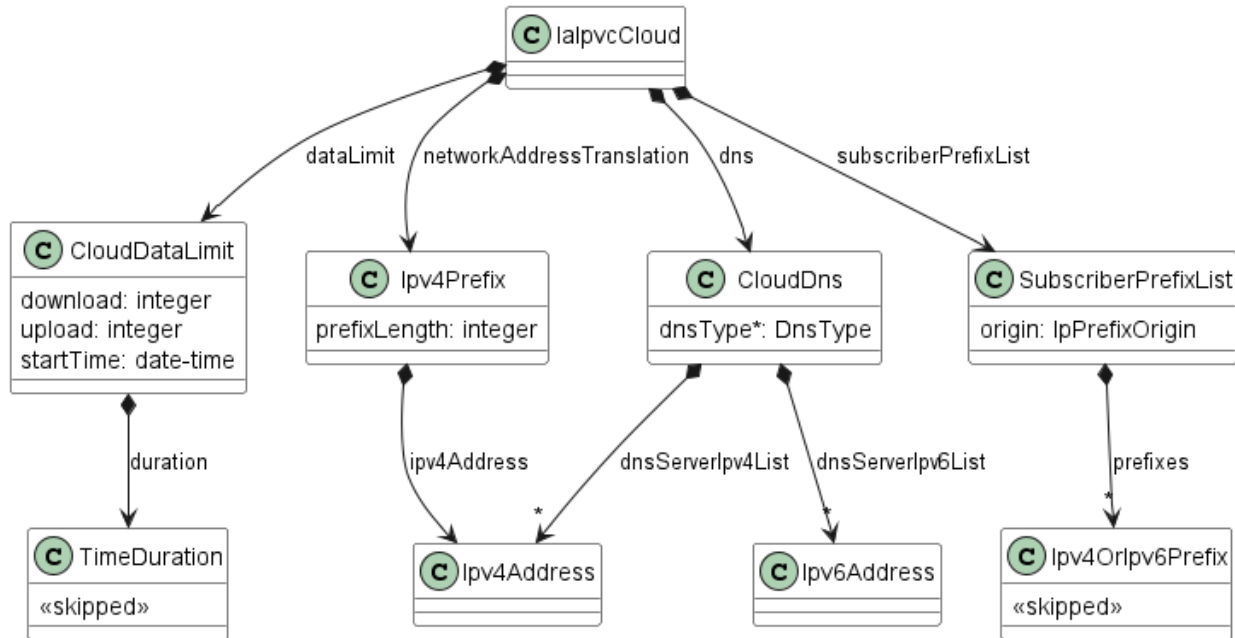 C IaIpvcCloud
dataLimit
networkAddressTranslation
dns
subscriberPrefixList
C CloudDataLimit
download: integer
upload: integer
startTime: date-time
C Ipv4Prefix
prefixLength: integer
C CloudDns
dnsType*: DnsType
C SubscriberPrefixList
origin: IpPrefixOrigin
duration
ipv4Address
dnsServerIpv4List
dnsServerIpv6List
prefixes
*
*
*
C TimeDuration
«skipped»
C Ipv4Address
C Ipv6Address
C Ipv4OrIpv6Prefix
«skipped»